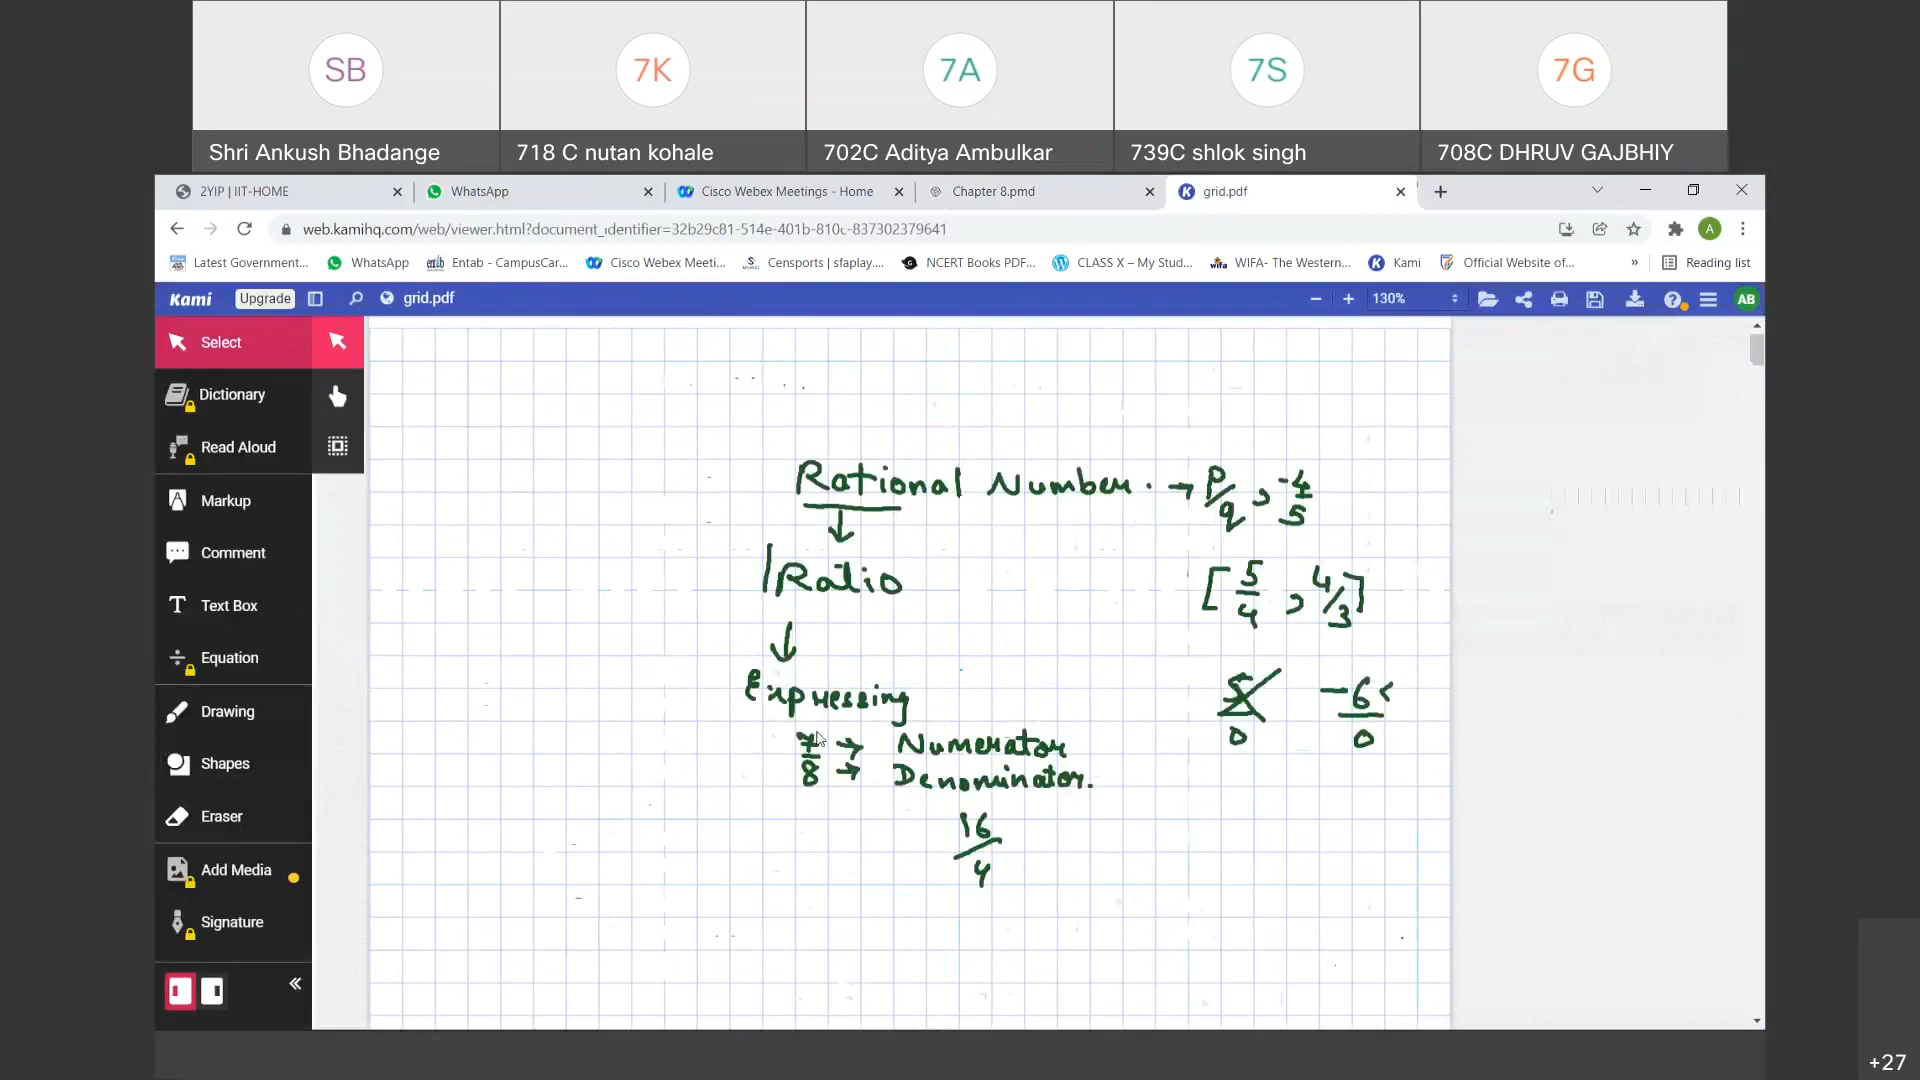 SB 7K 7A 7S 7G
Shri Ankush Bhadange 718 C nutan kohale 702C Aditya Ambulkar 739C shlok singh 708C DHRUV GAJBHIY
2YIP | IIT-HOME WhatsApp Cisco Webex Meetings - Home Chapter 8.pmd grid.pdf
web.kamihq.com/web/viewer.html?document_identifier=32b29c81-514e-401b-810c-837302379641 A
Latest Government... WhatsApp Entab - CampusCar... Cisco Webex Meeti... Censports | sfaplay.... NCERT Books PDF... CLASS X – My Stud... WIFA- The Western... Kami Official Website of... » Reading list
Kami Upgrade grid.pdf 130% AB
Select
Dictionary
Read Aloud
Markup
Comment
Text Box
Equation
Drawing
Shapes
Eraser
Add Media
Signature
Rational Number. → p/q , -4/5
↓
Ratio [5/4 , 4/3]
↓
Expressing 5/0 -6/0
→ Numerator
8 → Denominator.
16/4
+27